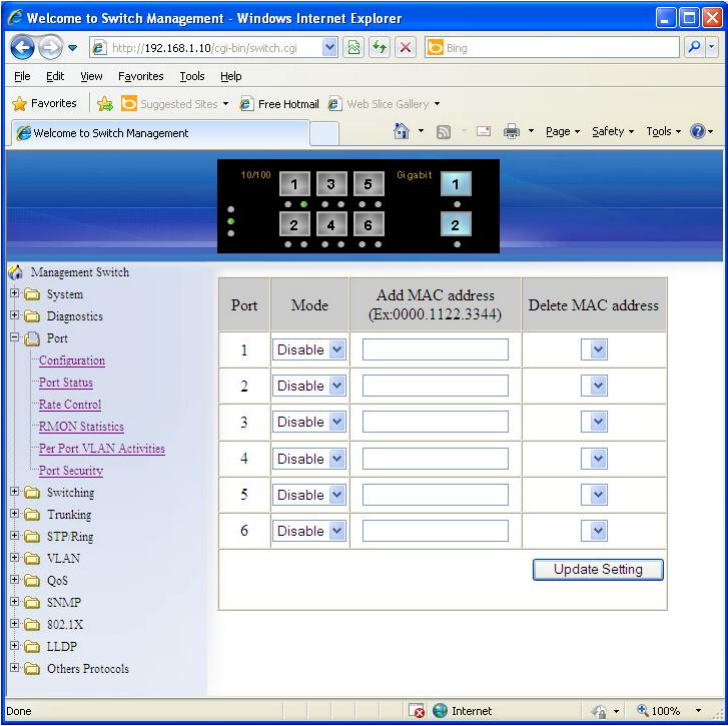 Welcome to Switch Management - Windows Internet Explorer
http://192.168.1.10/cgi-bin/switch.cgi
Bing
File Edit View Favorites Tools Help
Favorites Suggested Sites Free Hotmail Web Slice Gallery
Welcome to Switch Management
Page Safety Tools
10/100 1 3 5 Gigabit 1
2 4 6 2
Management Switch
System
Diagnostics
Port
Configuration
Port Status
Rate Control
RMON Statistics
Per Port VLAN Activities
Port Security
Switching
Trunking
STP/Ring
VLAN
QoS
SNMP
802.1X
LLDP
Others Protocols
Port Mode Add MAC address (Ex:0000.1122.3344) Delete MAC address
1 Disable
2 Disable
3 Disable
4 Disable
5 Disable
6 Disable
Update Setting
Done Internet 100%